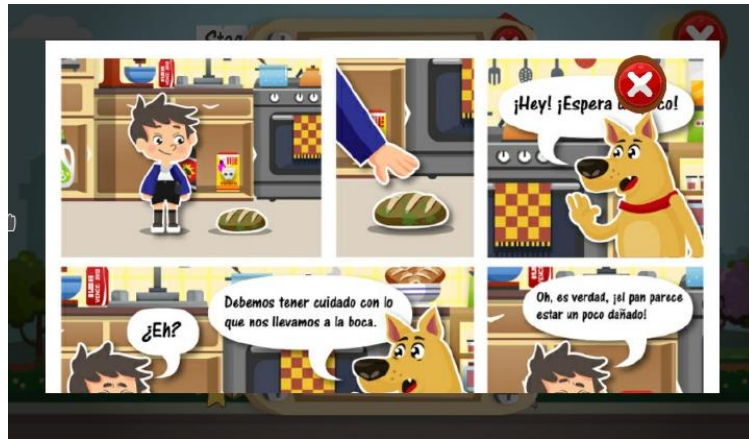 ¡Hey! ¡Espera
¿Eh?
Debemos tener cuidado con lo
que nos llevamos a la boca.
Oh, es verdad, ¡el pan parece
estar un poco dañado!